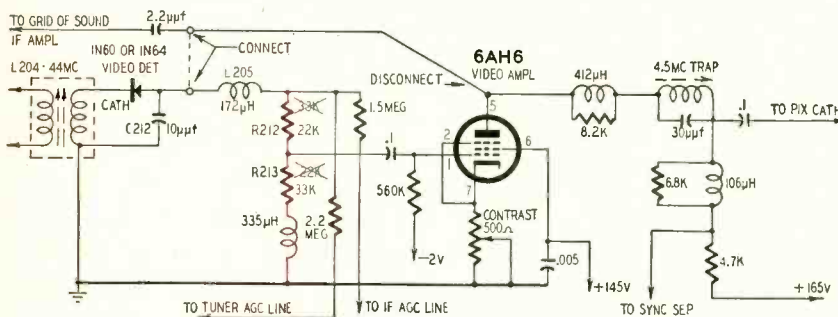 TO GRID OF SOUND
IF AMPL
2.2µµf
CONNECT
IN60 OR IN64
VIDEO DET
L204-44MC
CATH
C212
10µµf
L205
172µH
33K
R212
22K
1.5MEG
R213
22K
33K
335µH
2.2
MEG
.1
560K
-2V
DISCONNECT
6AH6
VIDEO AMPL
5
2
1
6
7
CONTRAST
500Ω
.005
+145V
412µH
8.2K
4.5MC TRAP
30µµf
.1
TO PIX CATH
6.8K
106µH
4.7K
+165V
TO SYNC SEP
TO TUNER AGC LINE
TO IF AGC LINE